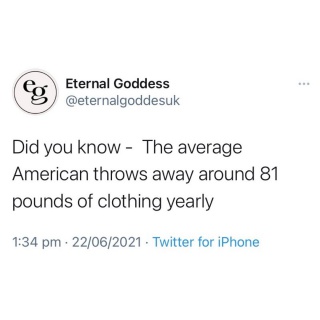 eg
Eternal Goddess
@eternalgoddesuk
Did you know - The average
American throws away around 81
pounds of clothing yearly
1:34 pm · 22/06/2021 · Twitter for iPhone